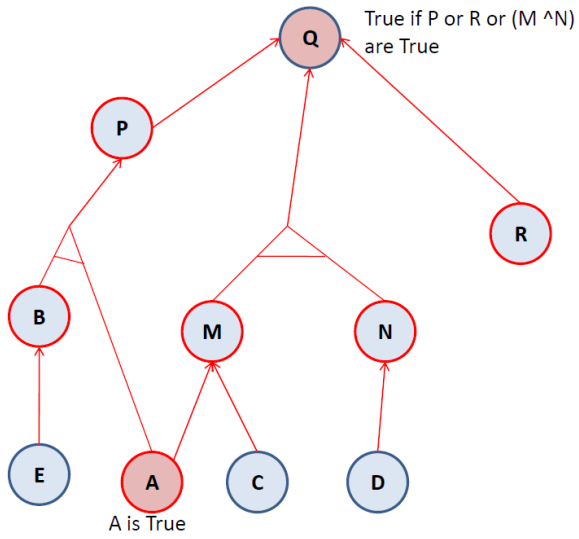 True if P or R or (M ^N)
are True
Q
P
R
B
M
N
E
A
C
D
A is True